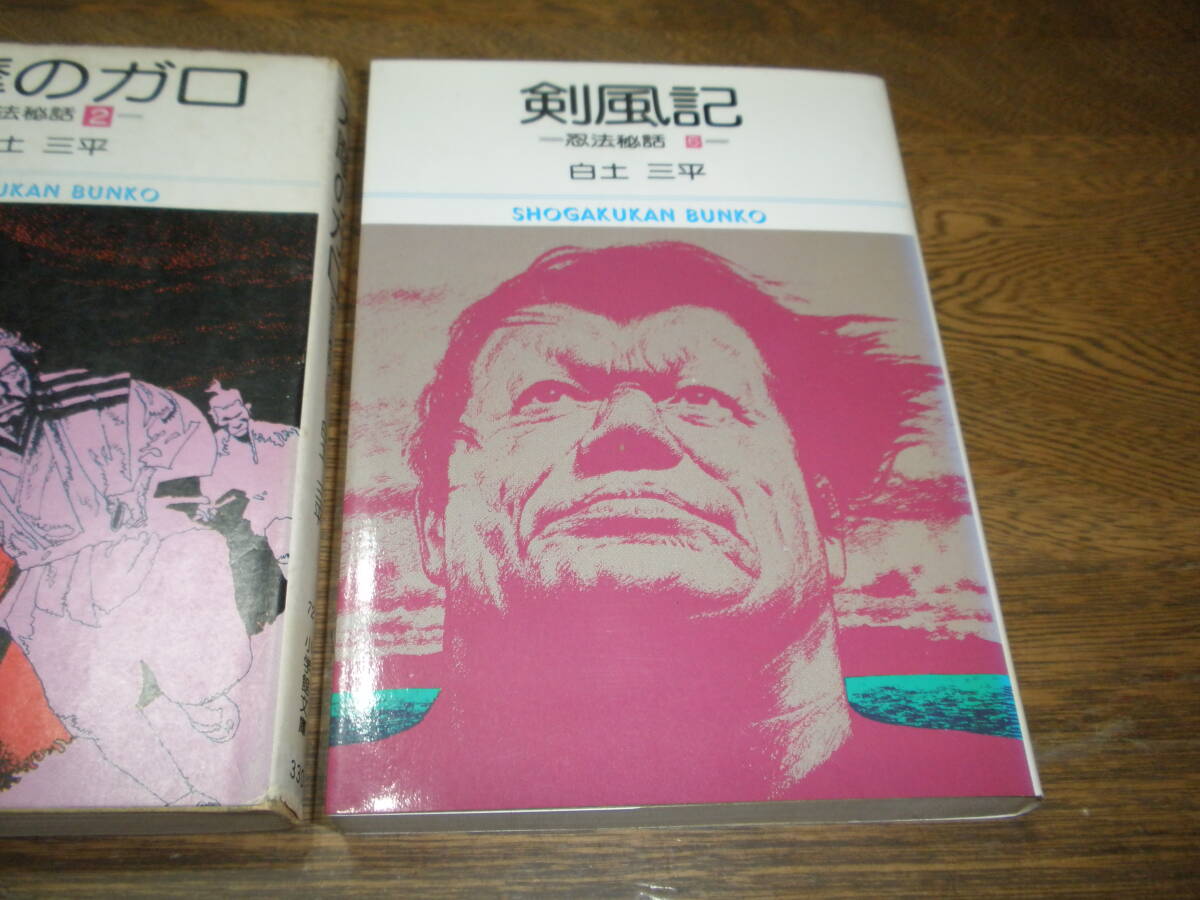 のガロ
法秘話 2
土 三平
UKAN BUNKO
330
剣風記
忍法秘話 6
白土 三平
SHOGAKUKAN BUNKO